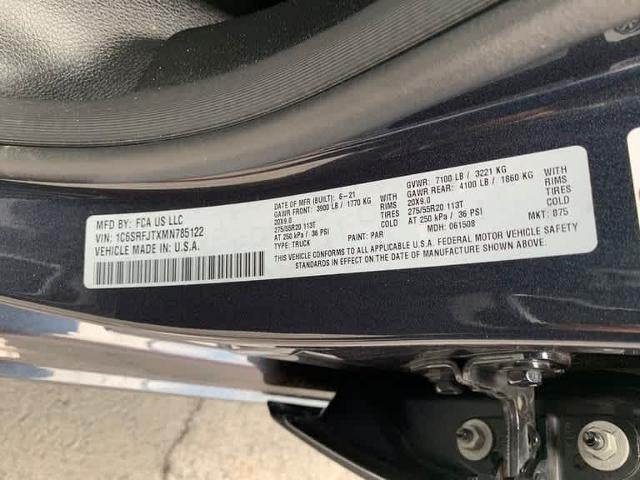 MFD BY: FCA US LLC
VIN: 1C6SRFJTXMN785122
VEHICLE MADE IN: U.S.A.
DATE OF MFR (BUILT): 6-21
GAWR FRONT: 3900 LB / 1770 KG WITH
20X9.0 RIMS
275/55R20 113T TIRES
AT 250 KPA / 36 PSI COLD
TYPE: TRUCK PAINT: PAR
GVWR: 7100 LB / 3221 KG
GAWR REAR: 4100 LB / 1860 KG WITH
20X9.0 RIMS
275/55R20 113T TIRES
AT 250 KPA / 36 PSI COLD
MDH: 061508 MKT: B75
THIS VEHICLE CONFORMS TO ALL APPLICABLE U.S.A. FEDERAL MOTOR VEHICLE SAFETY
STANDARDS IN EFFECT ON THE DATE OF MANUFACTURE SHOWN ABOVE